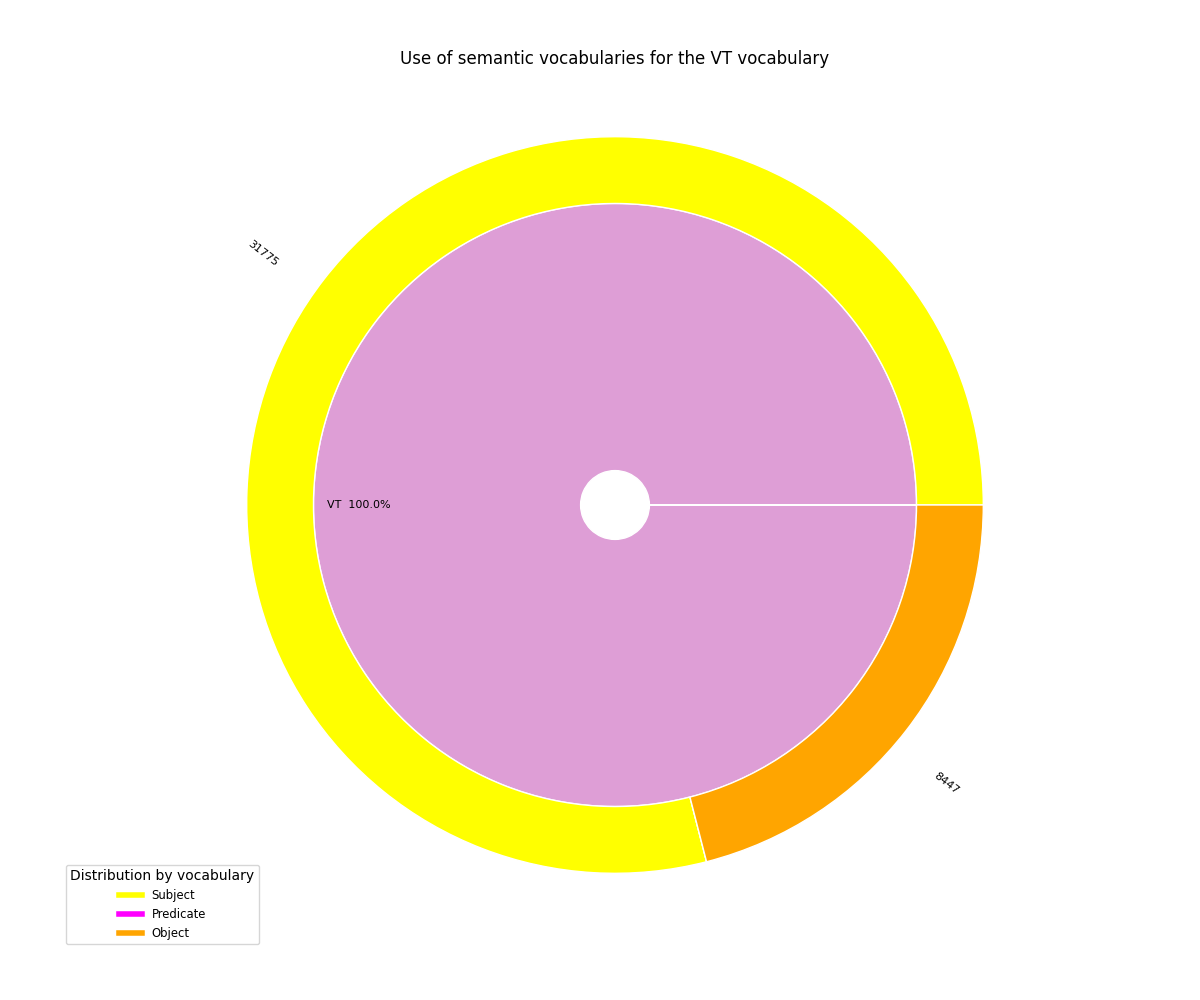 Use of semantic vocabularies for the VT vocabulary
31775
VT  100.0%
8447
Distribution by vocabulary
Subject
Predicate
Object